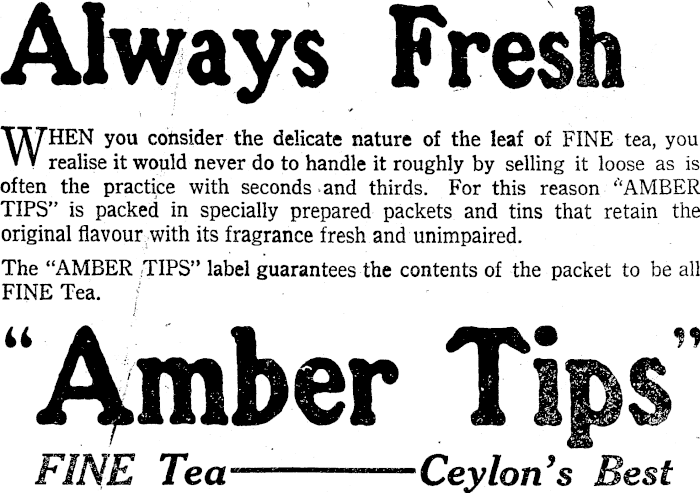 Always Fresh
WHEN you consider the delicate nature of the leaf of FINE tea, you
realise it would never do to handle it roughly by selling it loose as is
often the practice with seconds and thirds. For this reason "AMBER
TIPS" is packed in specially prepared packets and tins that retain the
original flavour with its fragrance fresh and unimpaired.
The "AMBER TIPS" label guarantees the contents of the packet to be all
FINE Tea.
"Amber Tips"
FINE Tea——Ceylon's Best